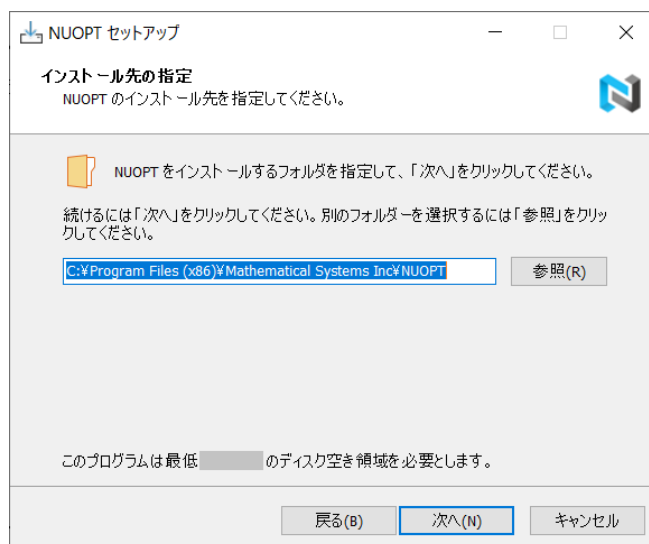 NUOPT セットアップ
インストール先の指定
NUOPT のインストール先を指定してください。
NUOPT をインストールするフォルダを指定して、「次へ」をクリックしてください。
続けるには「次へ」をクリックしてください。別のフォルダーを選択するには「参照」をクリッ
クしてください。
C:¥Program Files (x86)¥Mathematical Systems Inc¥NUOPT
参照(R)
このプログラムは最低 のディスク空き領域を必要とします。
戻る(B)
次へ(N)
キャンセル